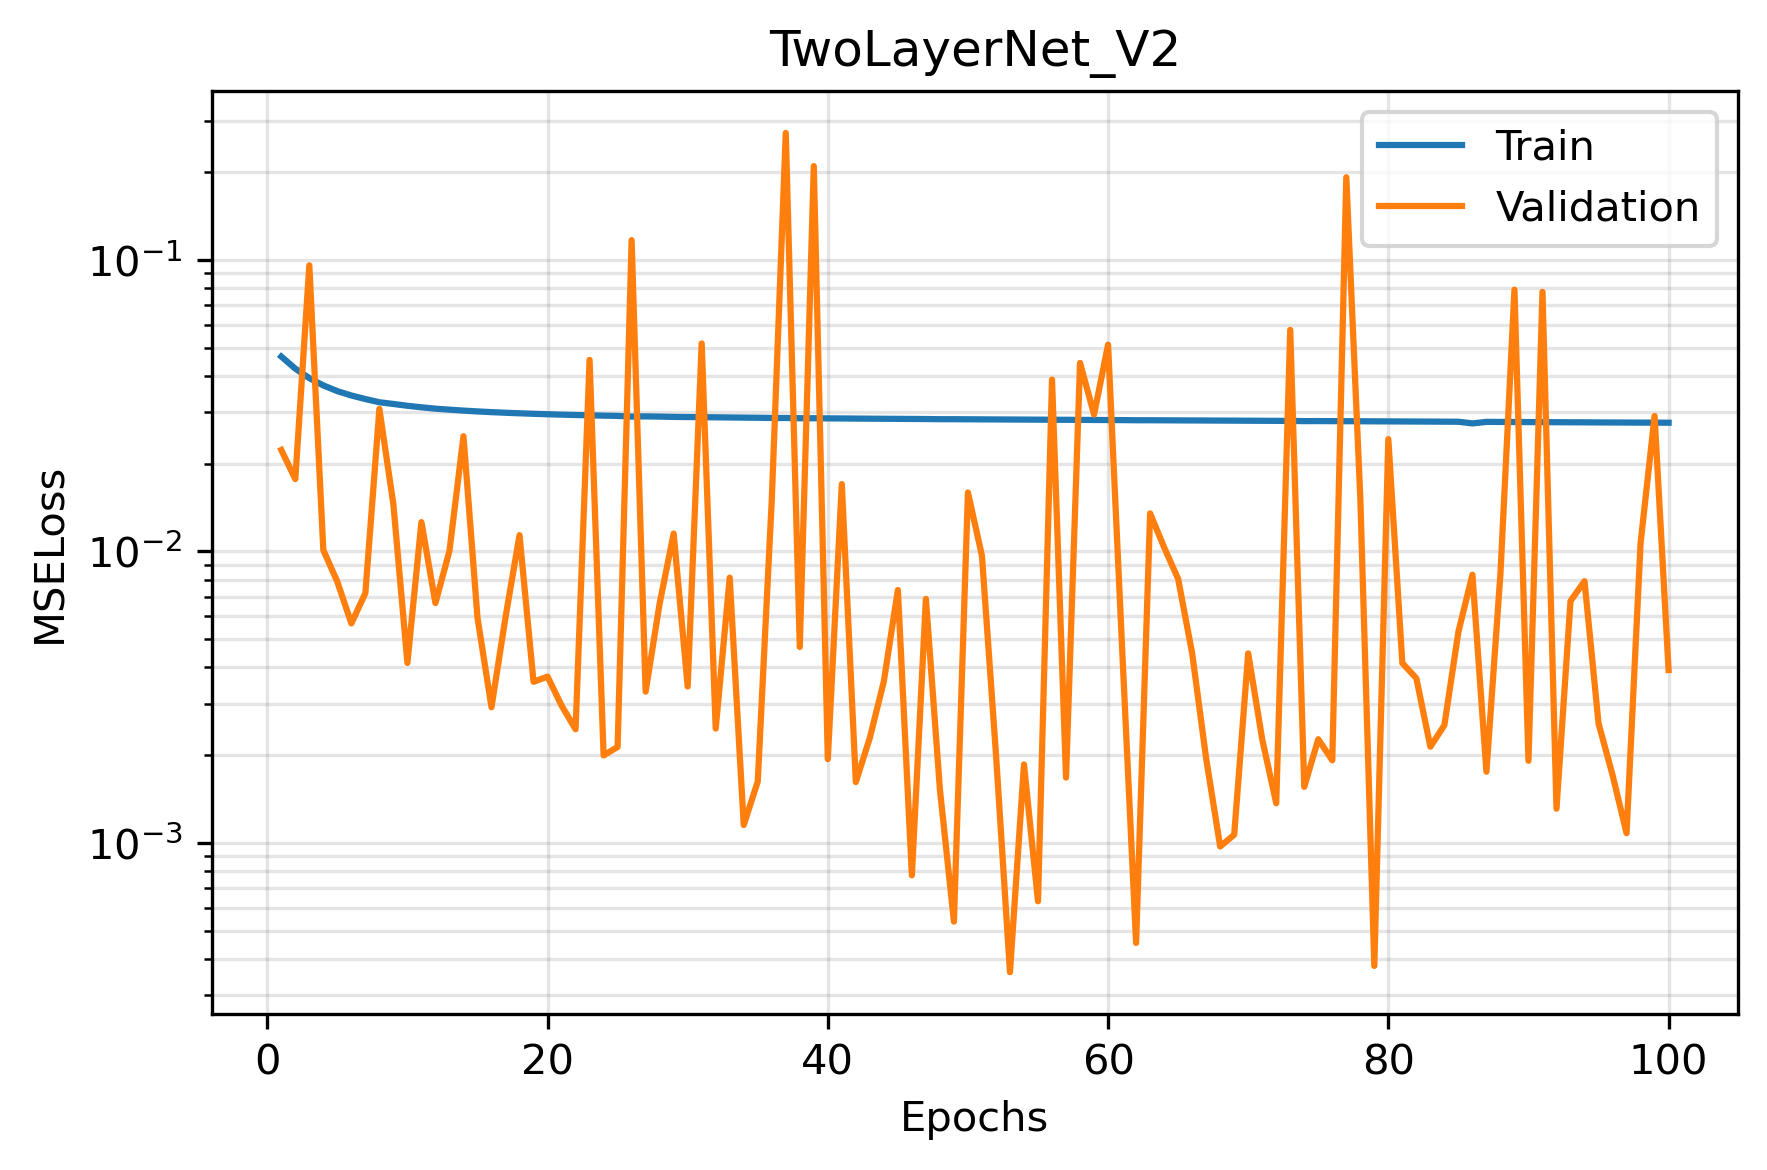 TwoLayerNet_V2
Train
Validation
MSELoss
10⁻¹
10⁻²
10⁻³
0 20 40 60 80 100
Epochs